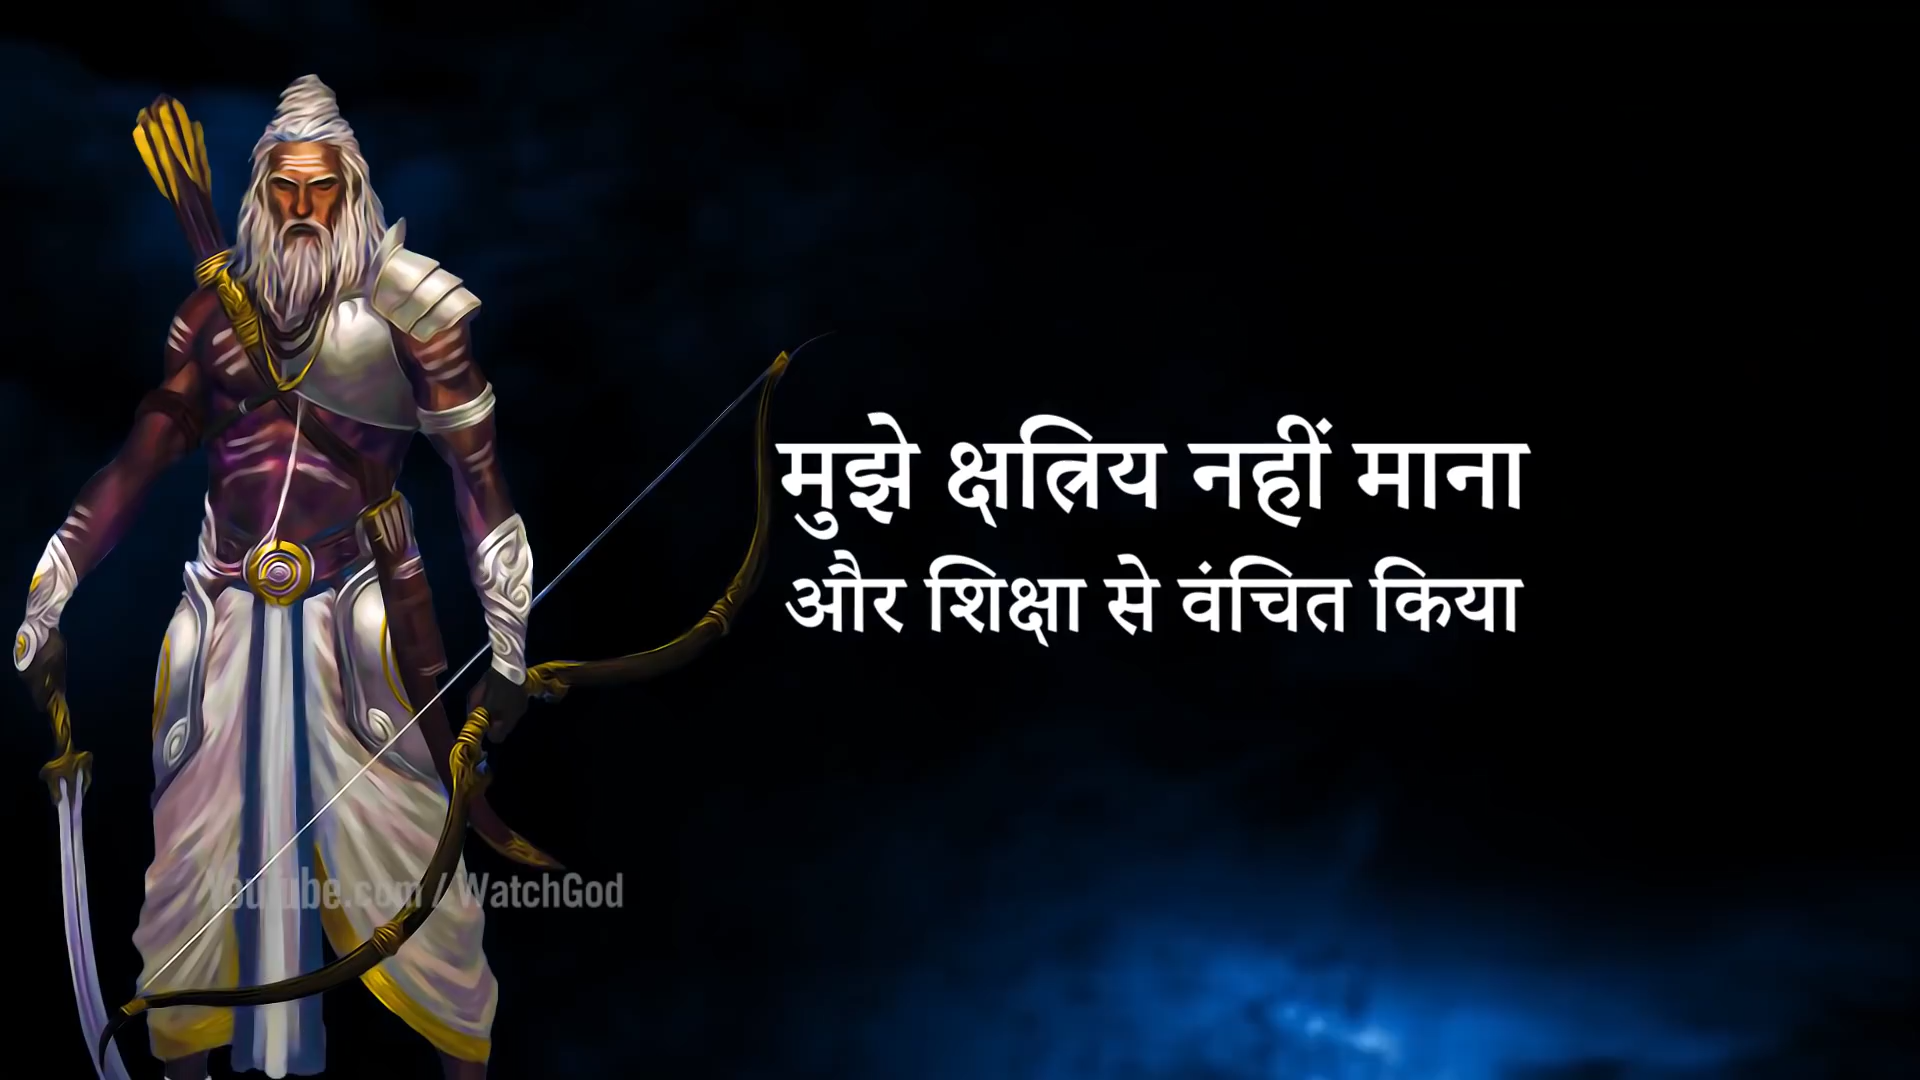 मुझे क्षत्रिय नहीं माना
और शिक्षा से वंचित किया
Youtube.com / WatchGod